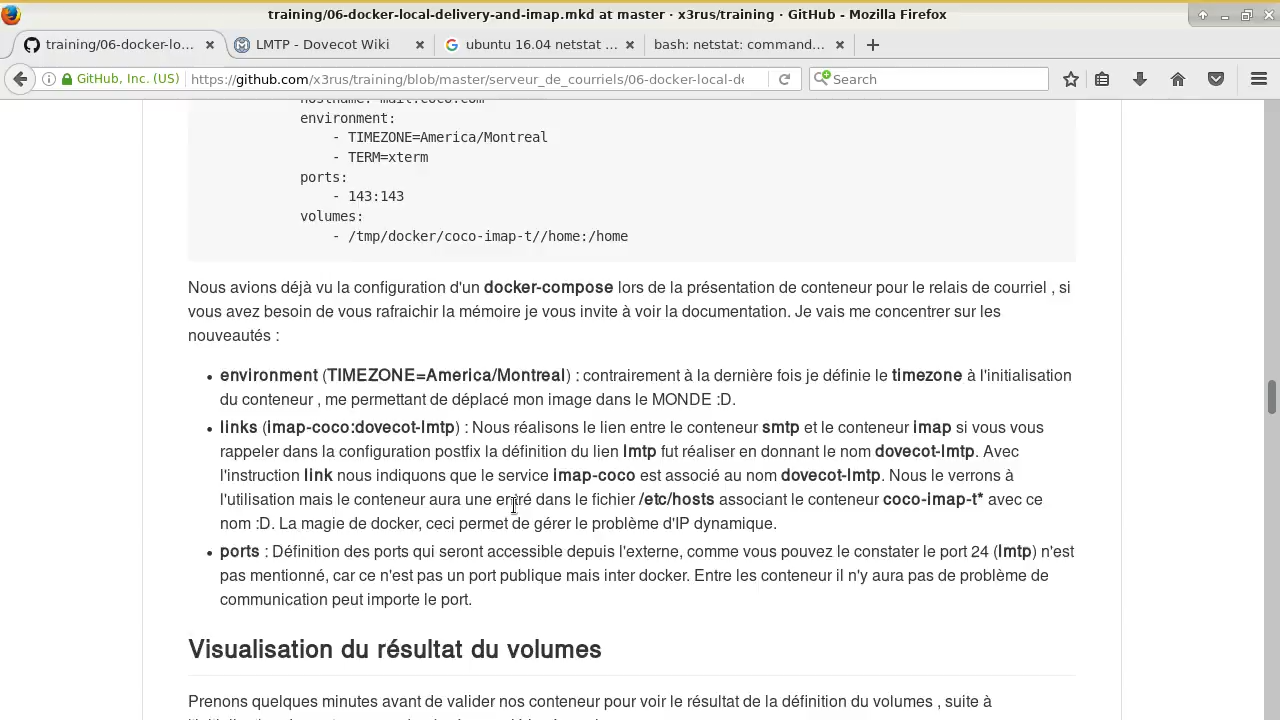 training/06-docker-local-delivery-and-imap.mkd at master · x3rus/training · GitHub - Mozilla Firefox
training/06-docker-lo... LMTP - Dovecot Wiki ubuntu 16.04 netstat ... bash: netstat: command...
GitHub, Inc. (US) https://github.com/x3rus/training/blob/master/serveur_de_courriels/06-docker-local-de Search
hostname: mail.coco.com
environment:
- TIMEZONE=America/Montreal
- TERM=xterm
ports:
- 143:143
volumes:
- /tmp/docker/coco-imap-t//home:/home
Nous avions déjà vu la configuration d'un docker-compose lors de la présentation de conteneur pour le relais de courriel , si
vous avez besoin de vous rafraichir la mémoire je vous invite à voir la documentation. Je vais me concentrer sur les
nouveautés :
• environment (TIMEZONE=America/Montreal) : contrairement à la dernière fois je définie le timezone à l'initialisation
du conteneur , me permettant de déplacé mon image dans le MONDE :D.
• links (imap-coco:dovecot-lmtp) : Nous réalisons le lien entre le conteneur smtp et le conteneur imap si vous vous
rappeler dans la configuration postfix la définition du lien lmtp fut réaliser en donnant le nom dovecot-lmtp. Avec
l'instruction link nous indiquons que le service imap-coco est associé au nom dovecot-lmtp. Nous le verrons à
l'utilisation mais le conteneur aura une entré dans le fichier /etc/hosts associant le conteneur coco-imap-t* avec ce
nom :D. La magie de docker, ceci permet de gérer le problème d'IP dynamique.
• ports : Définition des ports qui seront accessible depuis l'externe, comme vous pouvez le constater le port 24 (lmtp) n'est
pas mentionné, car ce n'est pas un port publique mais inter docker. Entre les conteneur il n'y aura pas de problème de
communication peut importe le port.
Visualisation du résultat du volumes
Prenons quelques minutes avant de valider nos conteneur pour voir le résultat de la définition du volumes , suite à